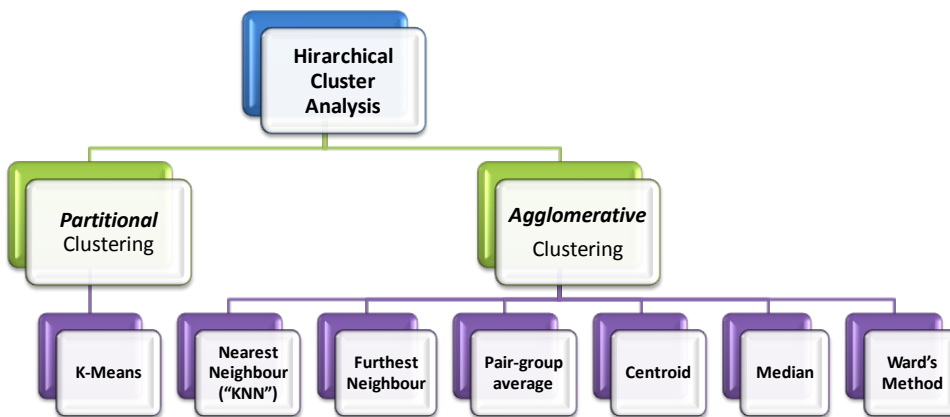 Hirarchical
Cluster
Analysis
Partitional
Clustering
Agglomerative
Clustering
K-Means
Nearest
Neighbour
(“KNN”)
Furthest
Neighbour
Pair-group
average
Centroid
Median
Ward’s
Method